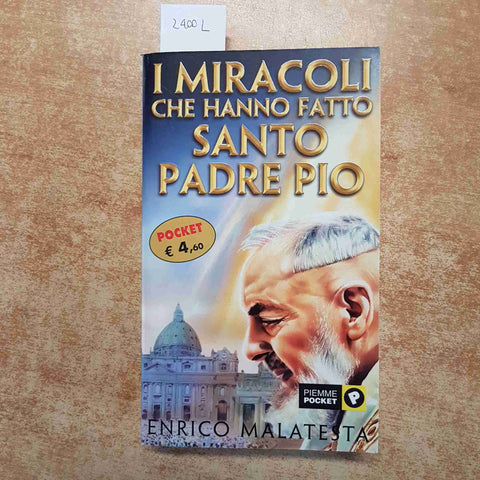 2400 L
I MIRACOLI
CHE HANNO FATTO
SANTO
PADRE PIO
POCKET
€ 4,60
PIEMME
POCKET
P
ENRICO MALATESTA